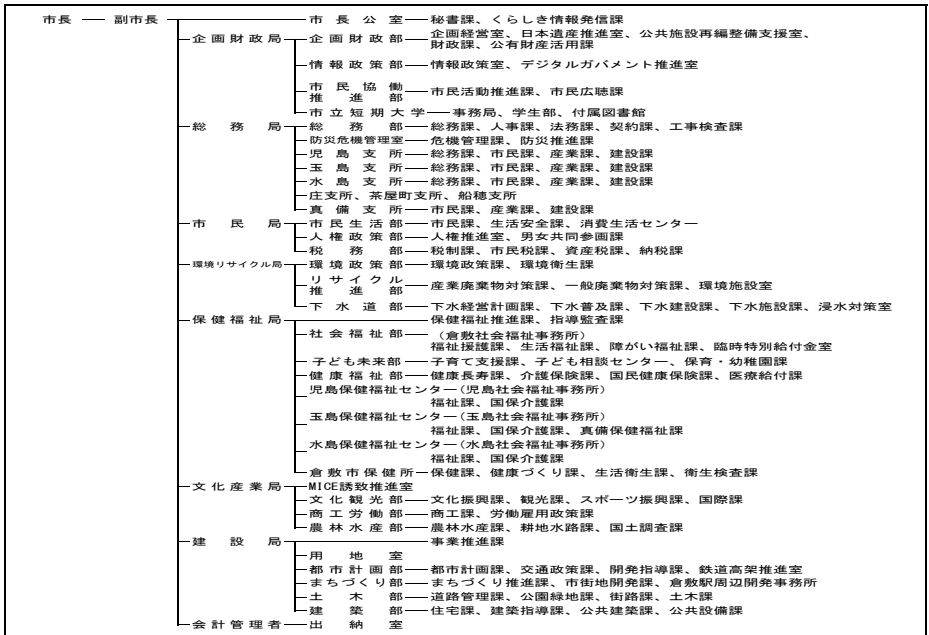 市長 副市長 市長公室 秘書課、くらしき情報発信課
企画財政局 企画財政部 企画経営室、日本遺産推進室、公共施設再編整備支援室、
財政課、公有財産活用課
情報政策部 情報政策室、デジタルガバメント推進室
市民協働
推進部 市民活動推進課、市民広聴課
市立短期大学 事務局、学生部、付属図書館
総務局 総務部 総務課、人事課、法務課、契約課、工事検査課
防災危機管理室 危機管理課、防災推進課
児島支所 総務課、市民課、産業課、建設課
玉島支所 総務課、市民課、産業課、建設課
水島支所 総務課、市民課、産業課、建設課
庄支所、茶屋町支所、船穂支所
真備支所 市民課、産業課、建設課
市民局 市民生活部 市民課、生活安全課、消費生活センター
人権政策部 人権推進室、男女共同参画課
税務部 税制課、市民税課、資産税課、納税課
環境リサイクル局 環境政策部 環境政策課、環境衛生課
リサイクル
推進部 産業廃棄物対策課、一般廃棄物対策課、環境施設室
下水道部 下水経営計画課、下水普及課、下水建設課、下水施設課、浸水対策室
保健福祉局 保健福祉推進課、指導監査課
社会福祉部 (倉敷社会福祉事務所)
福祉援護課、生活福祉課、障がい福祉課、臨時特別給付金室
子ども未来部 子育て支援課、子ども相談センター、保育・幼稚園課
健康福祉部 健康長寿課、介護保険課、国民健康保険課、医療給付課
児島保健福祉センター(児島社会福祉事務所)
福祉課、国保介護課
玉島保健福祉センター(玉島社会福祉事務所)
福祉課、国保介護課、真備保健福祉課
水島保健福祉センター(水島社会福祉事務所)
福祉課、国保介護課
倉敷市保健所 保健課、健康づくり課、生活衛生課、衛生検査課
文化産業局 MICE誘致推進室
文化観光部 文化振興課、観光課、スポーツ振興課、国際課
商工労働部 商工課、労働雇用政策課
農林水産部 農林水産課、耕地水路課、国土調査課
建設局 事業推進課
用地室
都市計画部 都市計画課、交通政策課、開発指導課、鉄道高架推進室
まちづくり部 まちづくり推進課、市街地開発課、倉敷駅周辺開発事務所
土木部 道路管理課、公園緑地課、街路課、土木課
建築部 住宅課、建築指導課、公共建築課、公共設備課
会計管理者 出納室